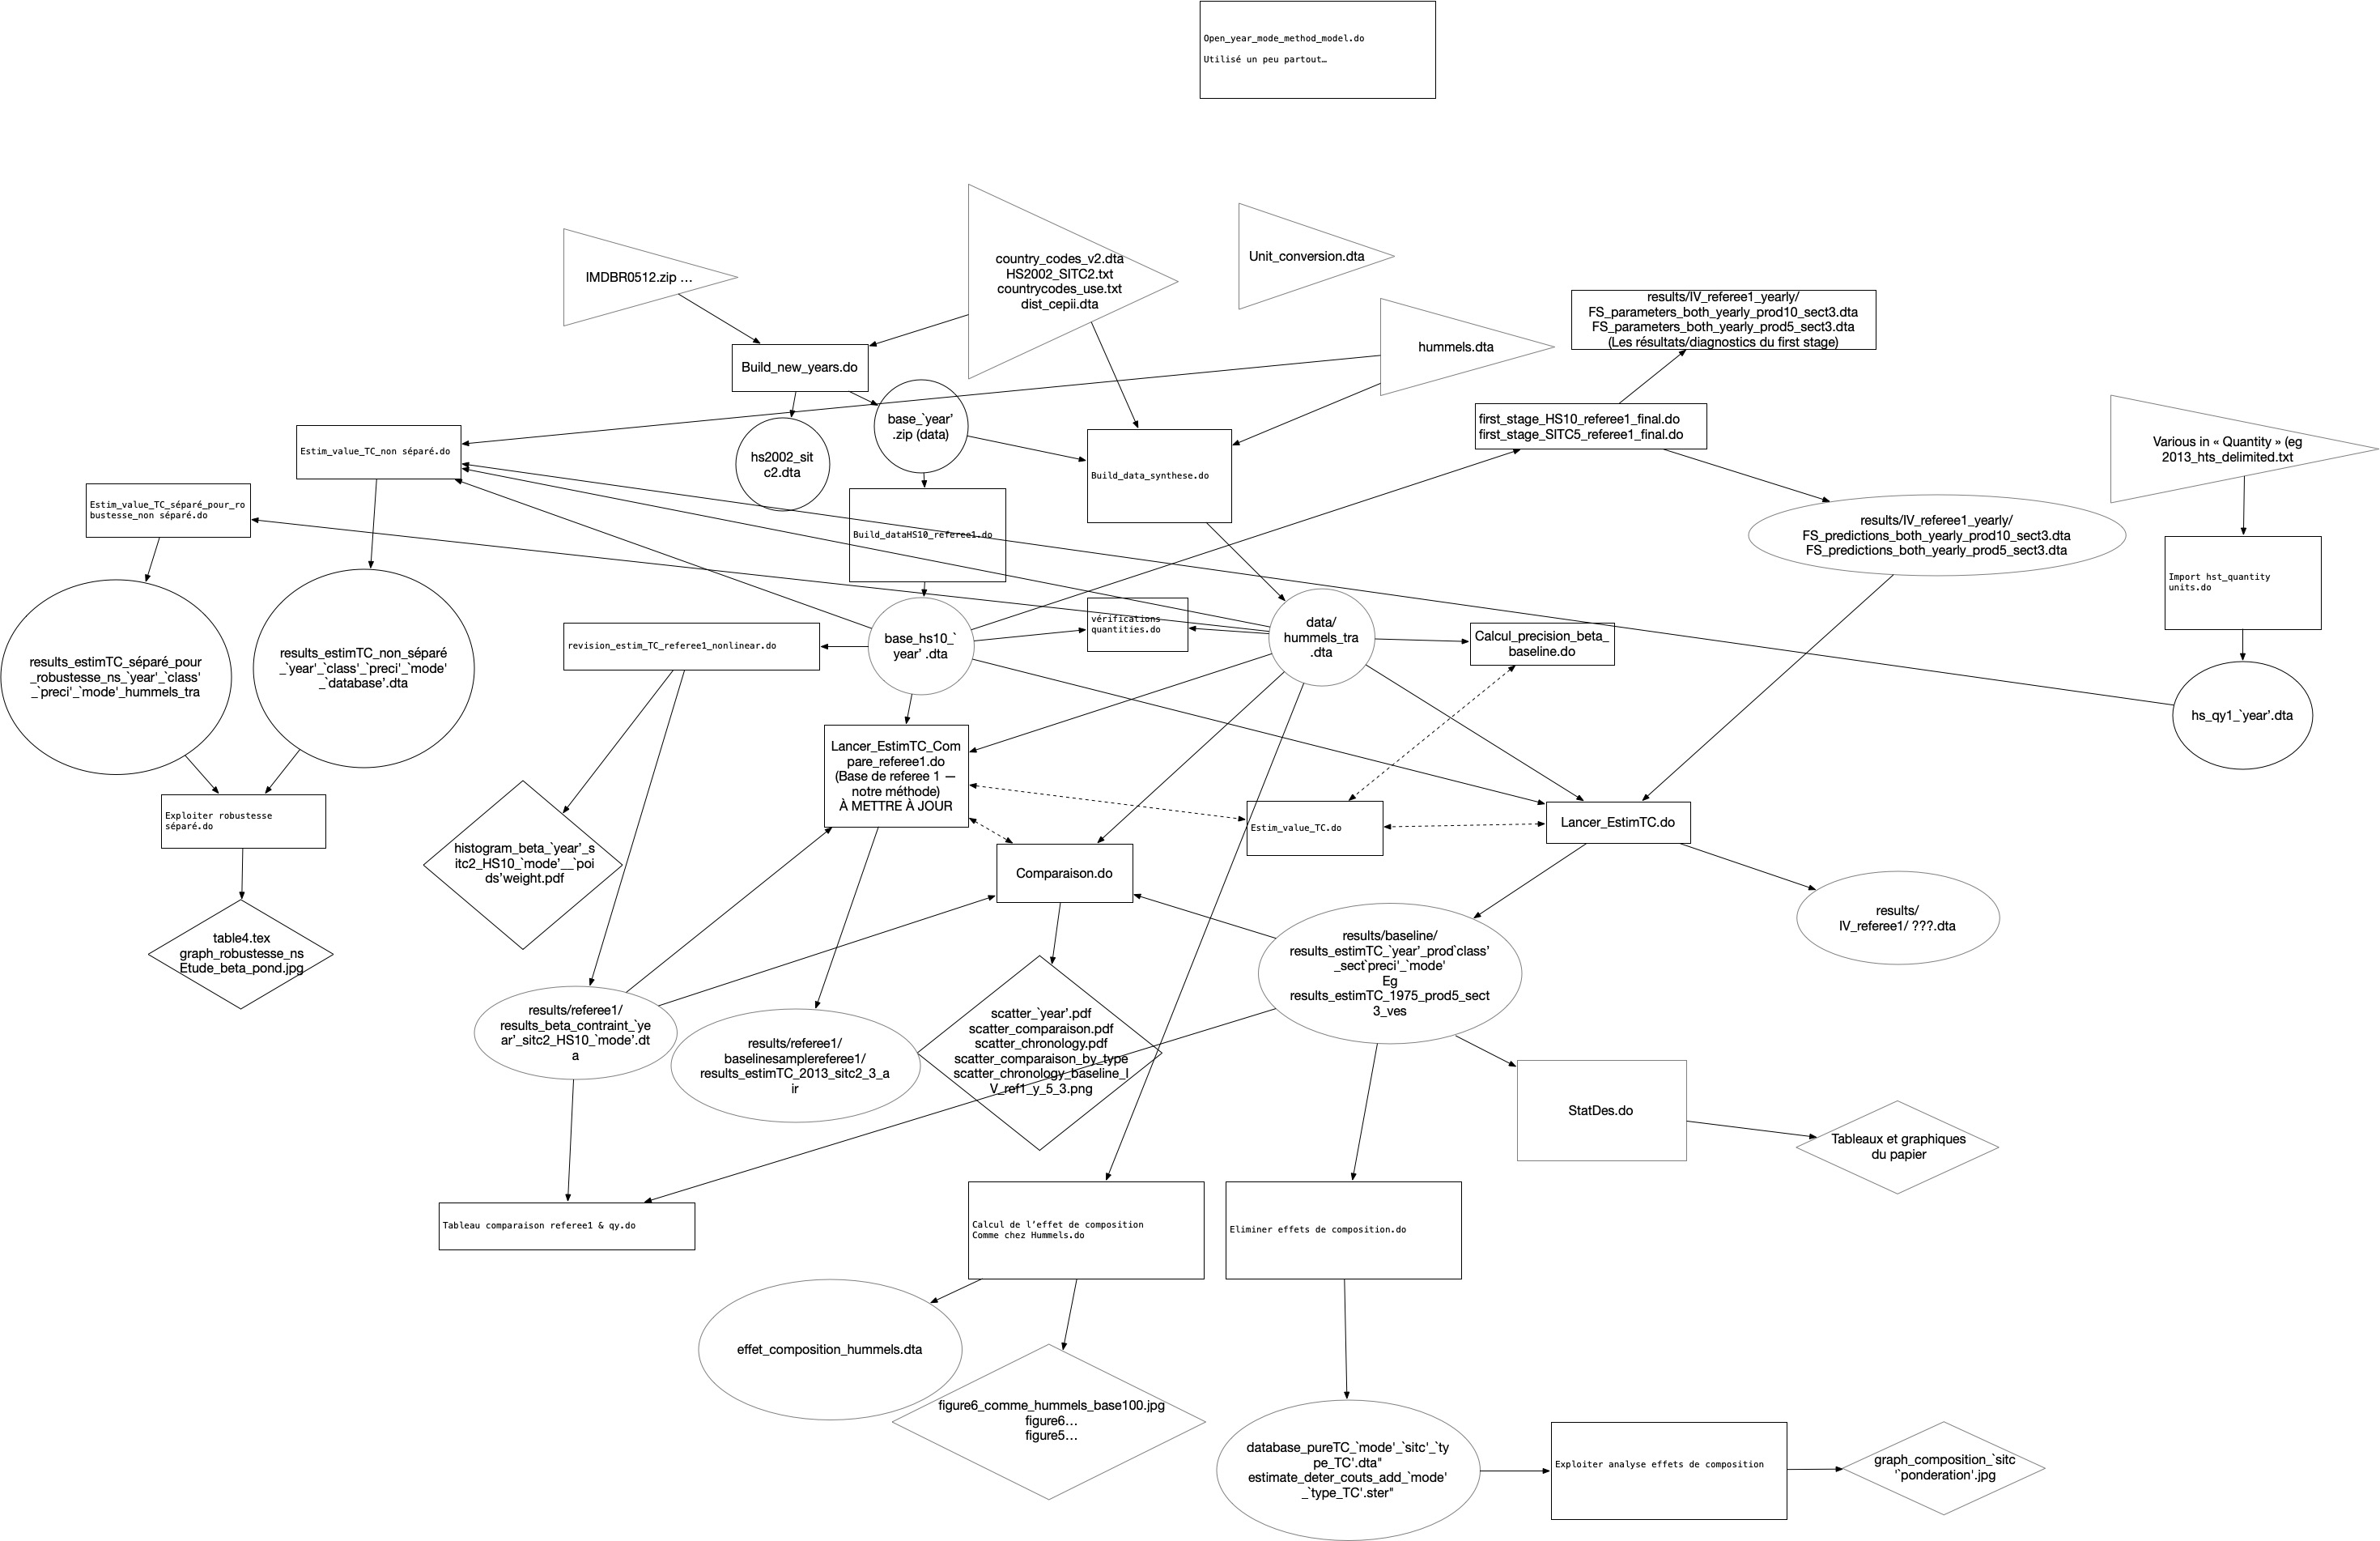 Open_year_mode_method_model.do
Utilisé un peu partout…
IMDBR0512.zip …
country_codes_v2.dta
HS2002_SITC2.txt
countrycodes_use.txt
dist_cepii.dta
Unit_conversion.dta
hummels.dta
results/IV_referee1_yearly/
FS_parameters_both_yearly_prod10_sect3.dta
FS_parameters_both_yearly_prod5_sect3.dta
(Les résultats/diagnostics du first stage)
Build_new_years.do
base_`year’
.zip (data)
hs2002_sit
c2.dta
first_stage_HS10_referee1_final.do
first_stage_SITC5_referee1_final.do
Various in « Quantity » (eg
2013_hts_delimited.txt
Estim_value_TC_non séparé.do
Build_data_synthese.do
Estim_value_TC_séparé_pour_ro
bustesse_non séparé.do
Build_dataHS10_referee1.do
results/IV_referee1_yearly/
FS_predictions_both_yearly_prod10_sect3.dta
FS_predictions_both_yearly_prod5_sect3.dta
Import hst_quantity
units.do
results_estimTC_séparé_pour
_robustesse_ns_`year'_`class'
_`preci'_`mode'_hummels_tra
results_estimTC_non_séparé
_`year'_`class'_`preci'_`mode'
_`database’.dta
revision_estim_TC_referee1_nonlinear.do
base_hs10_`
year’ .dta
vérifications
quantities.do
data/
hummels_tra
.dta
Calcul_precision_beta_
baseline.do
hs_qy1_`year’.dta
Lancer_EstimTC_Com
pare_referee1.do
(Base de referee 1 —
notre méthode)
À METTRE À JOUR
Exploiter robustesse
séparé.do
Estim_value_TC.do
Lancer_EstimTC.do
histogram_beta_`year’_s
itc2_HS10_`mode’__`poi
ds’weight.pdf
Comparaison.do
table4.tex
graph_robustesse_ns
Etude_beta_pond.jpg
results/baseline/
results_estimTC_`year’_prod`class’
_sect`preci'_`mode'
Eg
results_estimTC_1975_prod5_sect
3_ves
results/
IV_referee1/ ???.dta
results/referee1/
results_beta_contraint_`ye
ar’_sitc2_HS10_`mode’.dt
a
results/referee1/
baselinesamplereferee1/
results_estimTC_2013_sitc2_3_a
ir
scatter_`year’.pdf
scatter_comparaison.pdf
scatter_chronology.pdf
scatter_comparaison_by_type
scatter_chronology_baseline_I
V_ref1_y_5_3.png
StatDes.do
Tableaux et graphiques
du papier
Tableau comparaison referee1 & qy.do
Calcul de l’effet de composition
Comme chez Hummels.do
Eliminer effets de composition.do
effet_composition_hummels.dta
figure6_comme_hummels_base100.jpg
figure6…
figure5…
database_pureTC_`mode'_`sitc'_`ty
pe_TC'.dta"
estimate_deter_couts_add_`mode'
_`type_TC'.ster"
Exploiter analyse effets de composition
graph_composition_`sitc
'`ponderation'.jpg